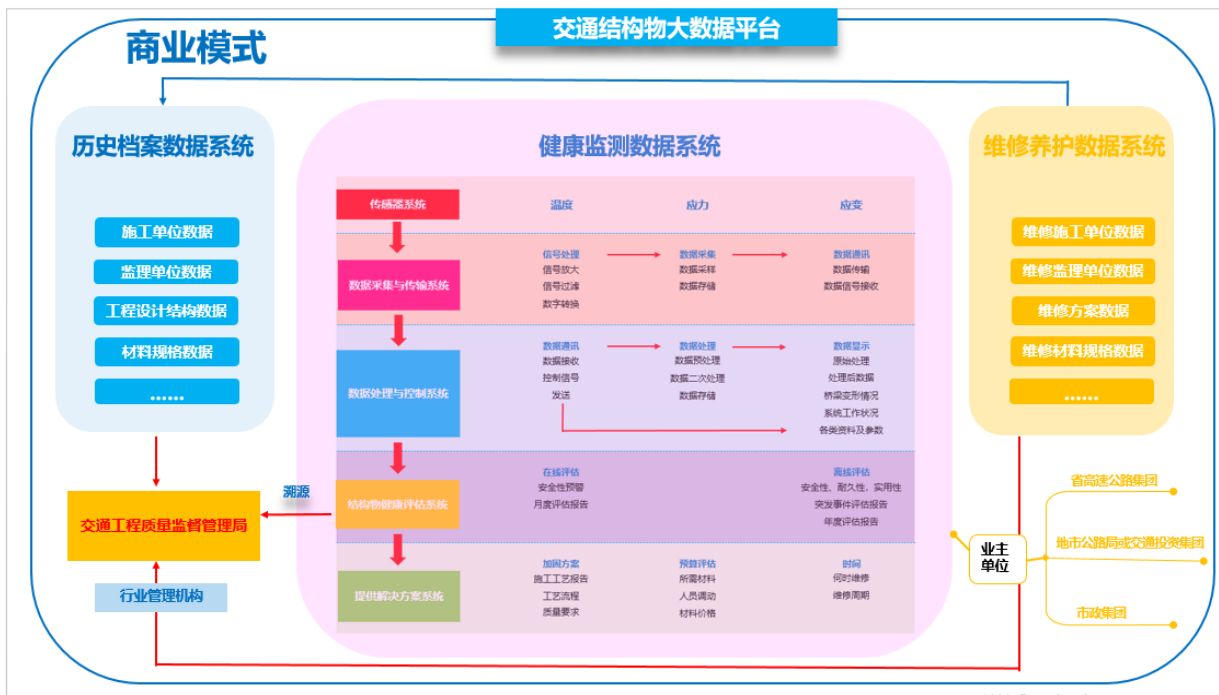 交通结构物大数据平台
商业模式
历史档案数据系统
施工单位数据
监理单位数据
工程设计结构数据
材料规格数据
......
健康监测数据系统
传感器系统
温度
应力
应变
数据采集与传输系统
信号处理
信号放大
信号过滤
数字转换
数据采集
数据采样
数据存储
数据通讯
数据传输
数据信号接收
数据处理与控制系统
数据通讯
数据接收
控制信号
发送
数据处理
数据预处理
数据二次处理
数据存储
数据显示
原始处理
处理后数据
桥梁变形情况
系统工作状况
各类资料及参数
结构物健康评估系统
在线评估
安全性预警
月度评估报告
离线评估
安全性、耐久性，实用性
突发事件评估报告
年度评估报告
提供解决方案系统
加固方案
施工工艺报告
工艺流程
质量要求
预算评估
所需材料
人员调动
材料价格
时间
何时维修
维修周期
维修养护数据系统
维修施工单位数据
维修监理单位数据
维修方案数据
维修材料规格数据
......
溯源
交通工程质量监督管理局
行业管理机构
业主
单位
省高速公路集团
地市公路局或交通投资集团
市政集团